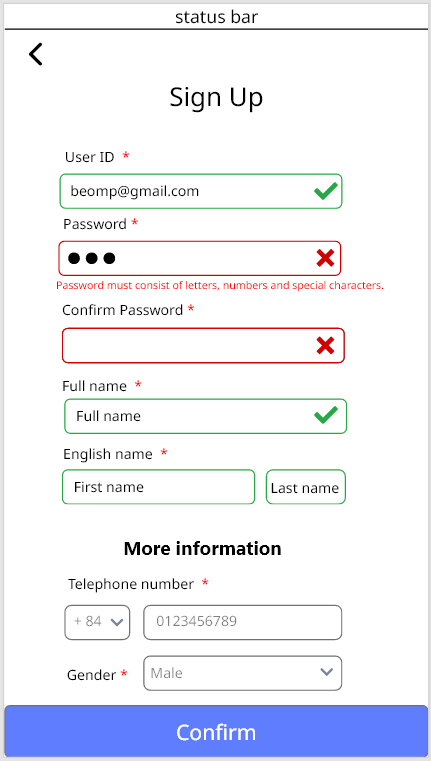 status bar
Sign Up
User ID *
beomp@gmail.com
Password *
Password must consist of letters, numbers and special characters.
Confirm Password *
Full name *
Full name
English name *
First name Last name
More information
Telephone number *
+ 84 0123456789
Gender * Male
Confirm